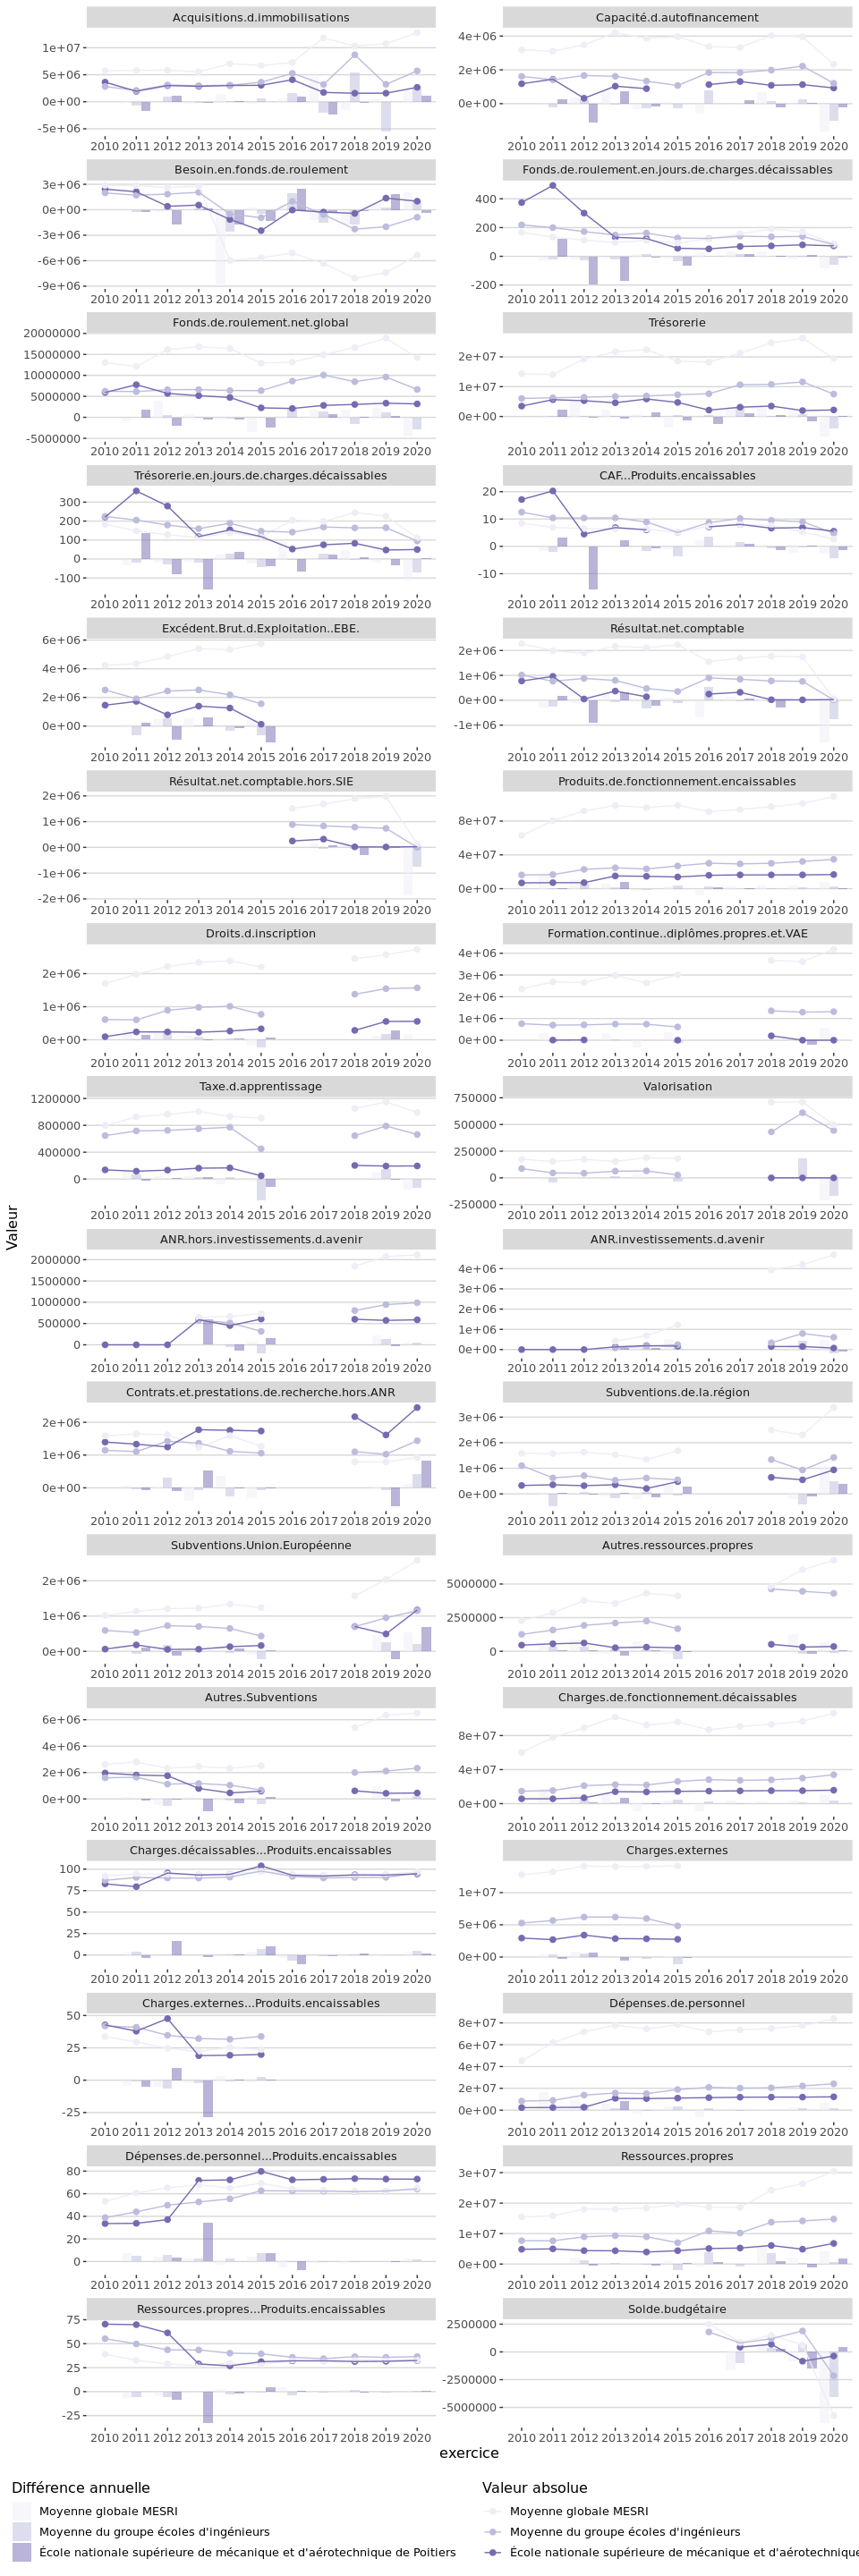 Acquisitions.d.immobilisations
1e+07
5e+06
0e+00
-5e+06
2010 2011 2012 2013 2014 2015 2016 2017 2018 2019 2020
Capacité.d.autofinancement
4e+06
2e+06
0e+00
2010 2011 2012 2013 2014 2015 2016 2017 2018 2019 2020
Besoin.en.fonds.de.roulement
3e+06
0e+00
-3e+06
-6e+06
-9e+06
2010 2011 2012 2013 2014 2015 2016 2017 2018 2019 2020
Fonds.de.roulement.en.jours.de.charges.décaissables
400
200
0
-200
2010 2011 2012 2013 2014 2015 2016 2017 2018 2019 2020
Fonds.de.roulement.net.global
20000000
15000000
10000000
5000000
0
-5000000
2010 2011 2012 2013 2014 2015 2016 2017 2018 2019 2020
Trésorerie
2e+07
1e+07
0e+00
2010 2011 2012 2013 2014 2015 2016 2017 2018 2019 2020
Trésorerie.en.jours.de.charges.décaissables
300
200
100
0
-100
2010 2011 2012 2013 2014 2015 2016 2017 2018 2019 2020
CAF...Produits.encaissables
20
10
0
-10
2010 2011 2012 2013 2014 2015 2016 2017 2018 2019 2020
Excédent.Brut.d.Exploitation..EBE.
6e+06
4e+06
2e+06
0e+00
2010 2011 2012 2013 2014 2015 2016 2017 2018 2019 2020
Résultat.net.comptable
2e+06
1e+06
0e+00
-1e+06
2010 2011 2012 2013 2014 2015 2016 2017 2018 2019 2020
Résultat.net.comptable.hors.SIE
2e+06
1e+06
0e+00
-1e+06
-2e+06
2010 2011 2012 2013 2014 2015 2016 2017 2018 2019 2020
Produits.de.fonctionnement.encaissables
8e+07
4e+07
0e+00
2010 2011 2012 2013 2014 2015 2016 2017 2018 2019 2020
Droits.d.inscription
2e+06
1e+06
0e+00
2010 2011 2012 2013 2014 2015 2016 2017 2018 2019 2020
Formation.continue..diplômes.propres.et.VAE
4e+06
3e+06
2e+06
1e+06
0e+00
2010 2011 2012 2013 2014 2015 2016 2017 2018 2019 2020
Taxe.d.apprentissage
1200000
800000
400000
0
2010 2011 2012 2013 2014 2015 2016 2017 2018 2019 2020
Valorisation
750000
500000
250000
0
-250000
2010 2011 2012 2013 2014 2015 2016 2017 2018 2019 2020
Valeur
ANR.hors.investissements.d.avenir
2000000
1500000
1000000
500000
0
2010 2011 2012 2013 2014 2015 2016 2017 2018 2019 2020
ANR.investissements.d.avenir
4e+06
3e+06
2e+06
1e+06
0e+00
2010 2011 2012 2013 2014 2015 2016 2017 2018 2019 2020
Contrats.et.prestations.de.recherche.hors.ANR
2e+06
1e+06
0e+00
2010 2011 2012 2013 2014 2015 2016 2017 2018 2019 2020
Subventions.de.la.région
3e+06
2e+06
1e+06
0e+00
2010 2011 2012 2013 2014 2015 2016 2017 2018 2019 2020
Subventions.Union.Européenne
2e+06
1e+06
0e+00
2010 2011 2012 2013 2014 2015 2016 2017 2018 2019 2020
Autres.ressources.propres
5000000
2500000
0
2010 2011 2012 2013 2014 2015 2016 2017 2018 2019 2020
Autres.Subventions
6e+06
4e+06
2e+06
0e+00
2010 2011 2012 2013 2014 2015 2016 2017 2018 2019 2020
Charges.de.fonctionnement.décaissables
8e+07
4e+07
0e+00
2010 2011 2012 2013 2014 2015 2016 2017 2018 2019 2020
Charges.décaissables...Produits.encaissables
100
75
50
25
0
2010 2011 2012 2013 2014 2015 2016 2017 2018 2019 2020
Charges.externes
1e+07
5e+06
0e+00
2010 2011 2012 2013 2014 2015 2016 2017 2018 2019 2020
Charges.externes...Produits.encaissables
50
25
0
-25
2010 2011 2012 2013 2014 2015 2016 2017 2018 2019 2020
Dépenses.de.personnel
8e+07
6e+07
4e+07
2e+07
0e+00
2010 2011 2012 2013 2014 2015 2016 2017 2018 2019 2020
Dépenses.de.personnel...Produits.encaissables
80
60
40
20
0
2010 2011 2012 2013 2014 2015 2016 2017 2018 2019 2020
Ressources.propres
3e+07
2e+07
1e+07
0e+00
2010 2011 2012 2013 2014 2015 2016 2017 2018 2019 2020
Ressources.propres...Produits.encaissables
75
50
25
0
-25
2010 2011 2012 2013 2014 2015 2016 2017 2018 2019 2020
Solde.budgétaire
2500000
0
-2500000
-5000000
2010 2011 2012 2013 2014 2015 2016 2017 2018 2019 2020
exercice
Différence annuelle
Moyenne globale MESRI
Moyenne du groupe écoles d'ingénieurs
École nationale supérieure de mécanique et d'aérotechnique de Poitiers
Valeur absolue
Moyenne globale MESRI
Moyenne du groupe écoles d'ingénieurs
École nationale supérieure de mécanique et d'aérotechnique